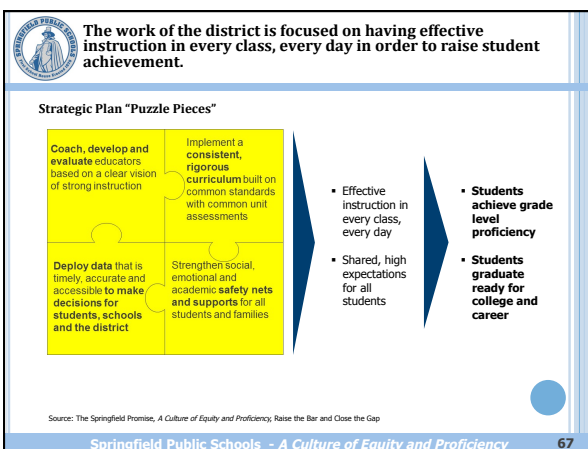 The work of the district is focused on having effective
instruction in every class, every day in order to raise student
achievement.
Strategic Plan “Puzzle Pieces”
Coach, develop and
evaluate educators
based on a clear vision
of strong instruction
Implement a
consistent,
rigorous
curriculum built on
common standards
with common unit
assessments
Deploy data that is
timely, accurate and
accessible to make
decisions for
students, schools
and the district
Strengthen social,
emotional and
academic safety nets
and supports for all
students and families
▪ Effective
instruction in
every class,
every day
▪ Shared, high
expectations
for all
students
▪ Students
achieve grade
level
proficiency
▪ Students
graduate
ready for
college and
career
Source: The Springfield Promise, A Culture of Equity and Proficiency, Raise the Bar and Close the Gap
Springfield Public Schools - A Culture of Equity and Proficiency
67
SPRINGFIELD PUBLIC SCHOOLS